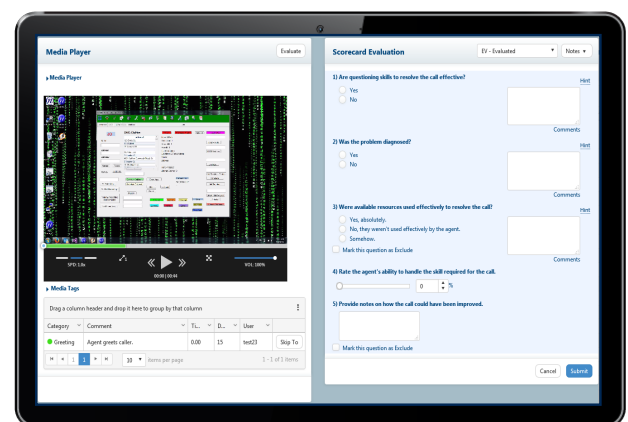 Media Player
Evaluate
Media Player
SPD: 1.0x
VOL: 100%
00:00 | 00:44
Media Tags
Drag a column header and drop it here to group by that column
Category Comment Ti... D... User
Greeting Agent greets caller. 0.00 15 test23 Skip To
1 1 10 items per page 1 - 1 of 1 items
Scorecard Evaluation
EV - Evaluated
Notes
1) Are questioning skills to resolve the call effective?
Hint
Yes
No
Comments
2) Was the problem diagnosed?
Hint
Yes
No
Comments
3) Were available resources used effectively to resolve the call?
Hint
Yes, absolutely.
No, they weren't used effectively by the agent.
Somehow.
Mark this question as Exclude
Comments
4) Rate the agent's ability to handle the skill required for the call.
0 %
5) Provide notes on how the call could have been improved.
Mark this question as Exclude
Cancel
Submit